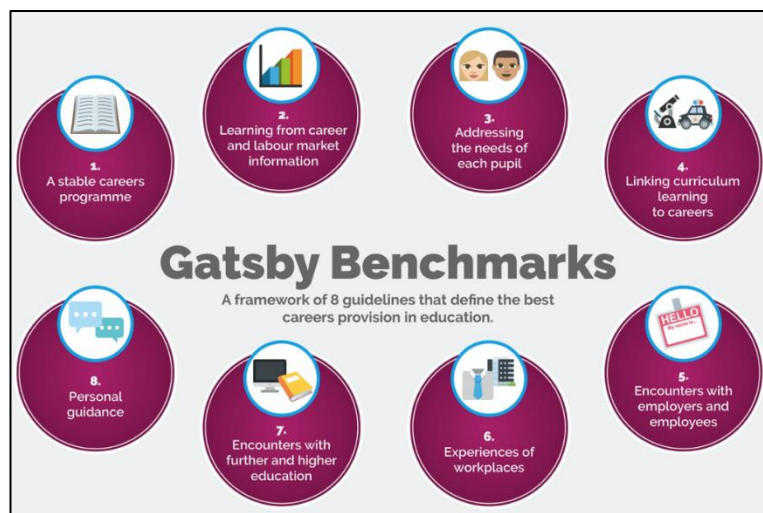 Gatsby Benchmarks
A framework of 8 guidelines that define the best
careers provision in education.
1.
A stable careers
programme
2.
Learning from career
and labour market
information
3.
Addressing
the needs of
each pupil
4.
Linking curriculum
learning
to careers
5.
Encounters with
employers and
employees
HELLO
My name is...
6.
Experiences of
workplaces
7.
Encounters with
further and higher
education
8.
Personal
guidance